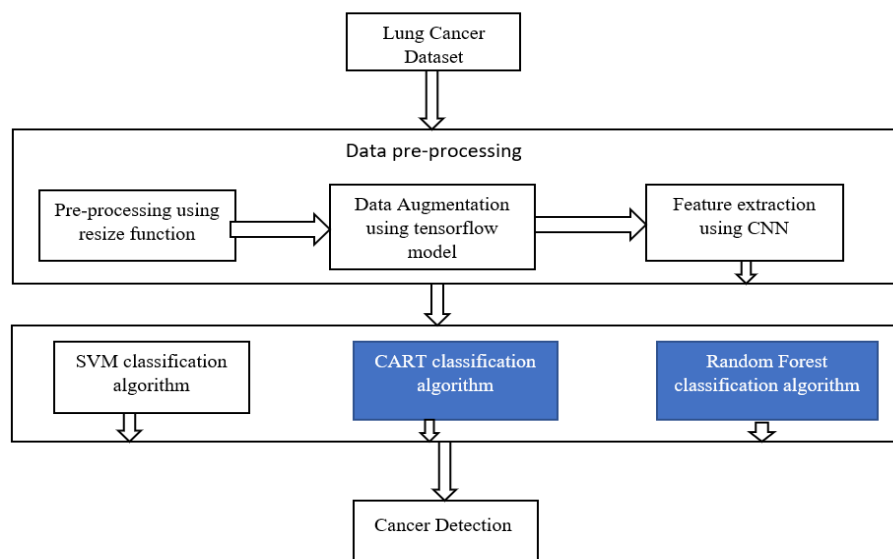 Lung Cancer
Dataset
Data pre-processing
Pre-processing using
resize function
Data Augmentation
using tensorflow
model
Feature extraction
using CNN
SVM classification
algorithm
CART classification
algorithm
Random Forest
classification algorithm
Cancer Detection